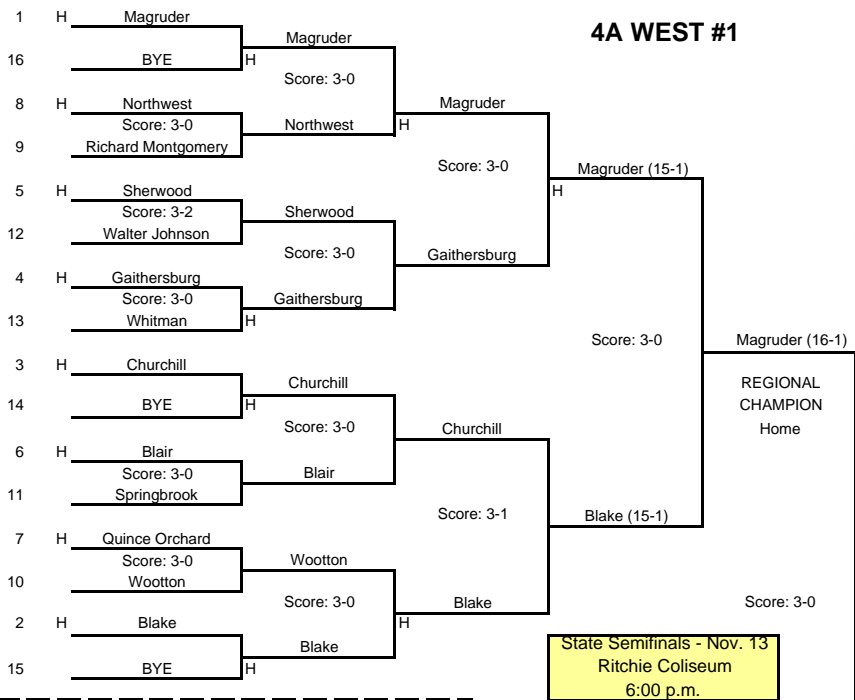 4A WEST #1
1 H Magruder
Magruder
16 BYE H
Score: 3-0
8 H Northwest
Magruder
Score: 3-0
Northwest H
9 Richard Montgomery
Score: 3-0
Magruder (15-1)
5 H Sherwood
H
Score: 3-2
Sherwood
12 Walter Johnson
Score: 3-0
Gaithersburg
4 H Gaithersburg
Score: 3-0
Gaithersburg
13 Whitman H
Score: 3-0
Magruder (16-1)
3 H Churchill
Churchill
REGIONAL
14 BYE H
CHAMPION
Score: 3-0
Home
Churchill
6 H Blair
Score: 3-0
Blair
11 Springbrook
Score: 3-1
Blake (15-1)
7 H Quince Orchard
Score: 3-0
Wootton
10 Wootton
Score: 3-0
Blake
Score: 3-0
2 H Blake
H
Blake
State Semifinals - Nov. 13
15 BYE H
Ritchie Coliseum
6:00 p.m.